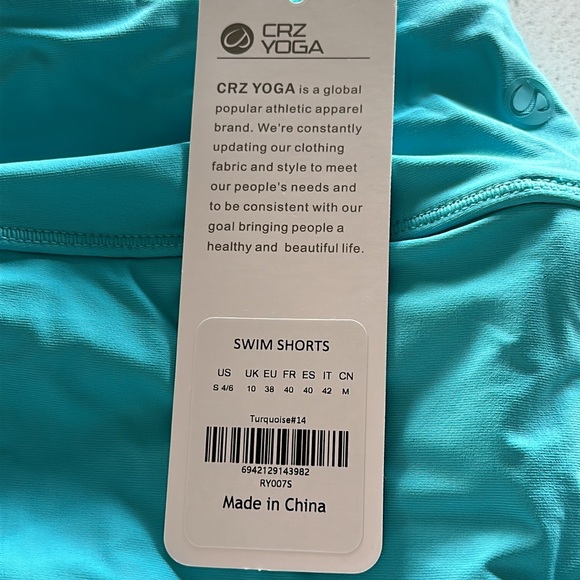 CRZ
YOGA
CRZ YOGA is a global
popular athletic apparel
brand. We're constantly
updating our clothing
fabric and style to meet
our people's needs and
to be consistent with our
goal bringing people a
healthy and beautiful life.
SWIM SHORTS
US UK EU FR ES IT CN
S 4/6 10 38 40 40 42 M
Turquoise#14
6942129143982
RY007S
Made in China